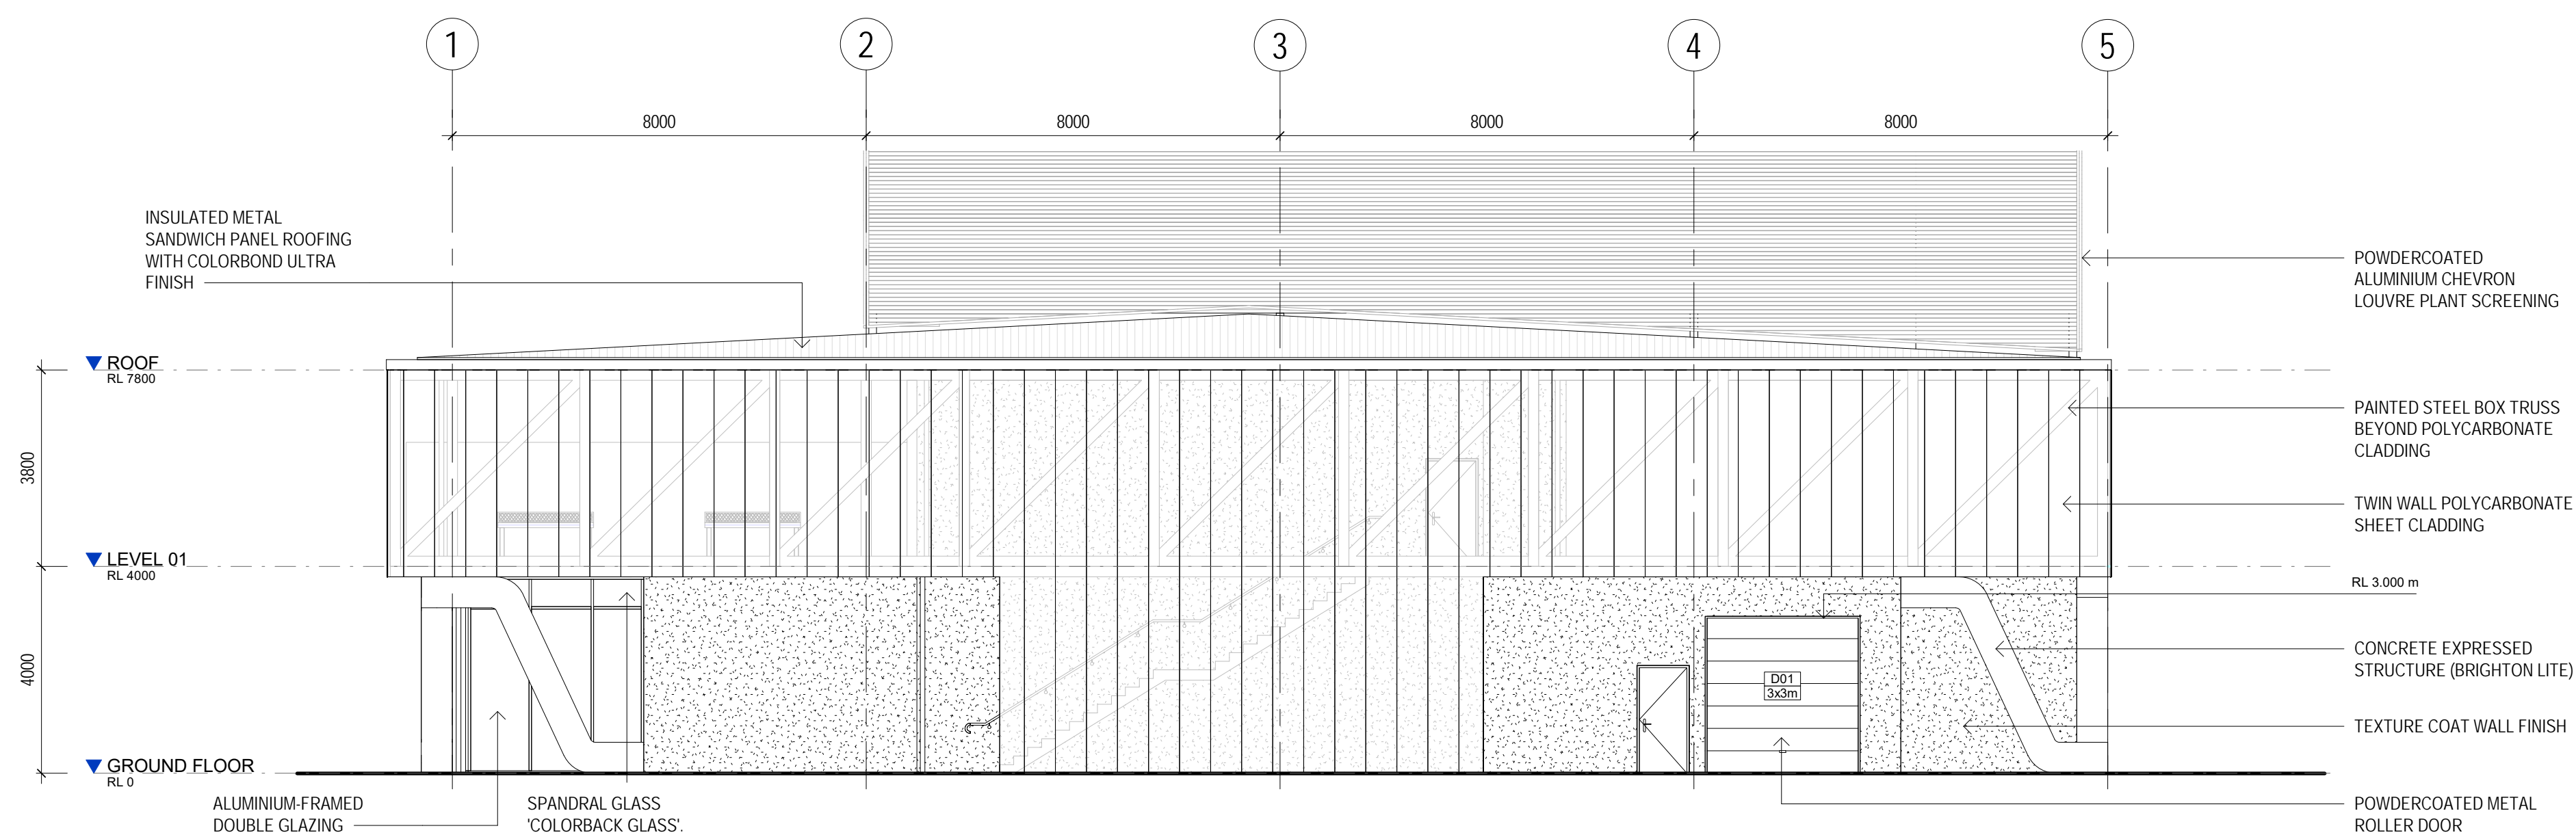 1
2
3
4
5
8000
8000
8000
8000
INSULATED METAL
SANDWICH PANEL ROOFING
WITH COLORBOND ULTRA
FINISH
POWDERCOATED
ALUMINIUM CHEVRON
LOUVRE PLANT SCREENING
ROOF
RL 7800
PAINTED STEEL BOX TRUSS
BEYOND POLYCARBONATE
CLADDING
3800
TWIN WALL POLYCARBONATE
SHEET CLADDING
LEVEL 01
RL 4000
RL 3.000 m
4000
CONCRETE EXPRESSED
STRUCTURE (BRIGHTON LITE)
D01
3x3m
TEXTURE COAT WALL FINISH
GROUND FLOOR
RL 0
ALUMINIUM-FRAMED
DOUBLE GLAZING
SPANDRAL GLASS
'COLORBACK GLASS'.
POWDERCOATED METAL
ROLLER DOOR